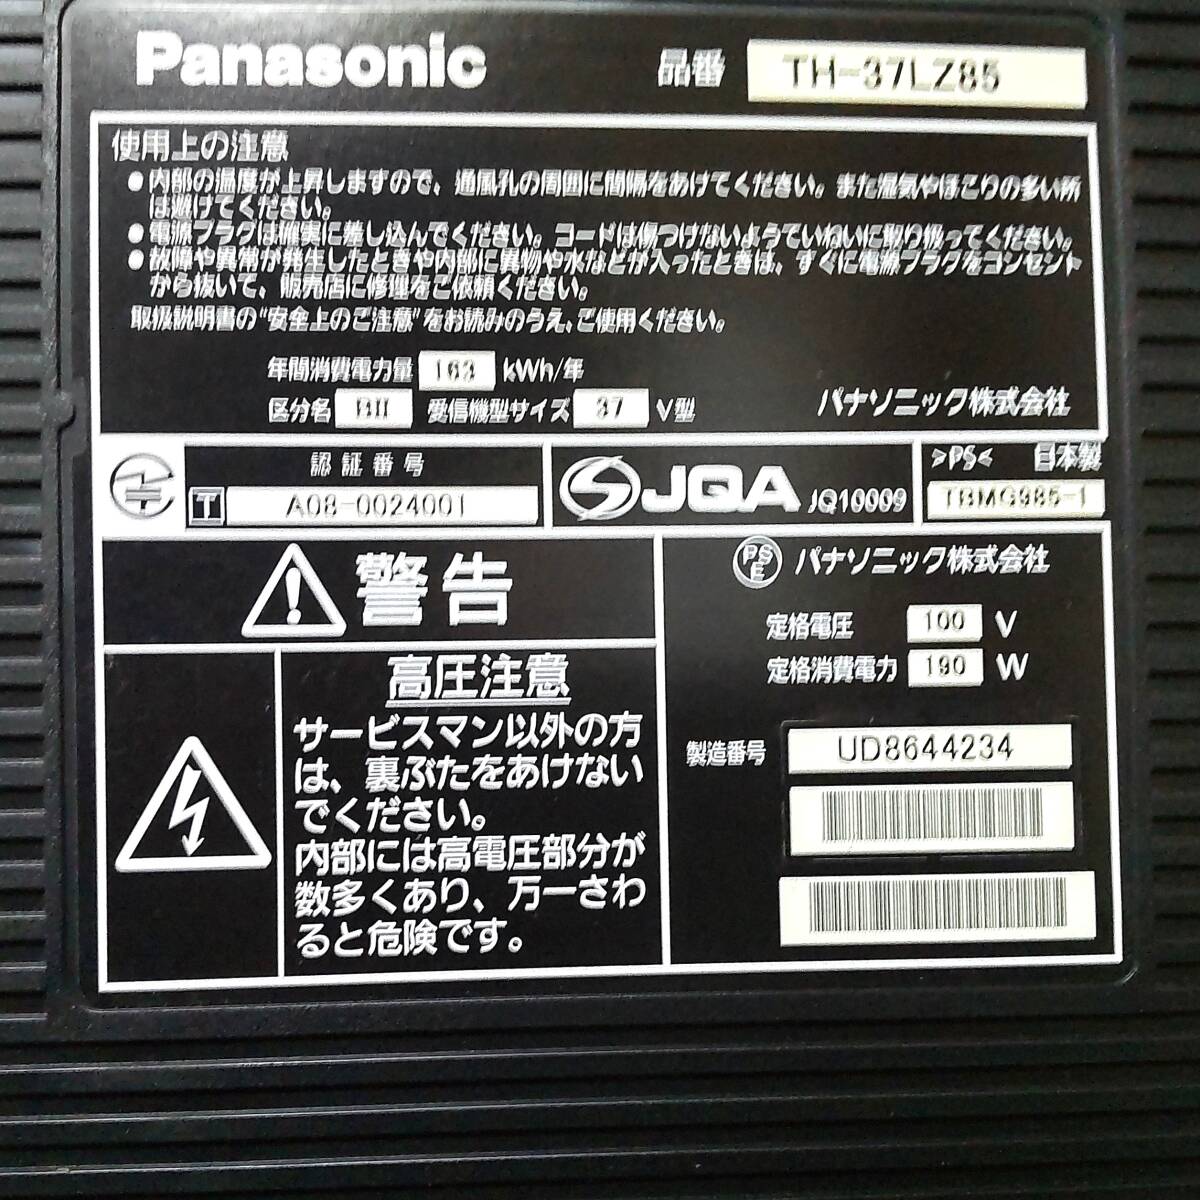 Panasonic 品番 TH-37LZ85
使用上の注意
●内部の温度が上昇しますので、通風孔の周囲に間隔をあけてください。また湿気やほこりの多い所
は避けてください。
●電源プラグは確実に差し込んでください。コードは傷つけないようていねいに取り扱ってください。
●故障や異常が発生したときや内部に異物や水などが入ったときは、すぐに電源プラグをコンセント
から抜いて、販売店に修理をご依頼ください。
取扱説明書の"安全上のご注意"をお読みのうえ、ご使用ください。
年間消費電力量 163 kWh/年
区分名 BII 受信機型サイズ 37 V型 パナソニック株式会社
認証番号
T A08-0024001
JQA JQ10009
>PS< 日本製
TBMG985-1
警告
高圧注意
サービスマン以外の方
は、裏ぶたをあけない
でください。
内部には高電圧部分が
数多くあり、万一さわ
ると危険です。
PSE パナソニック株式会社
定格電圧 100 V
定格消費電力 190 W
製造番号 UD8644234